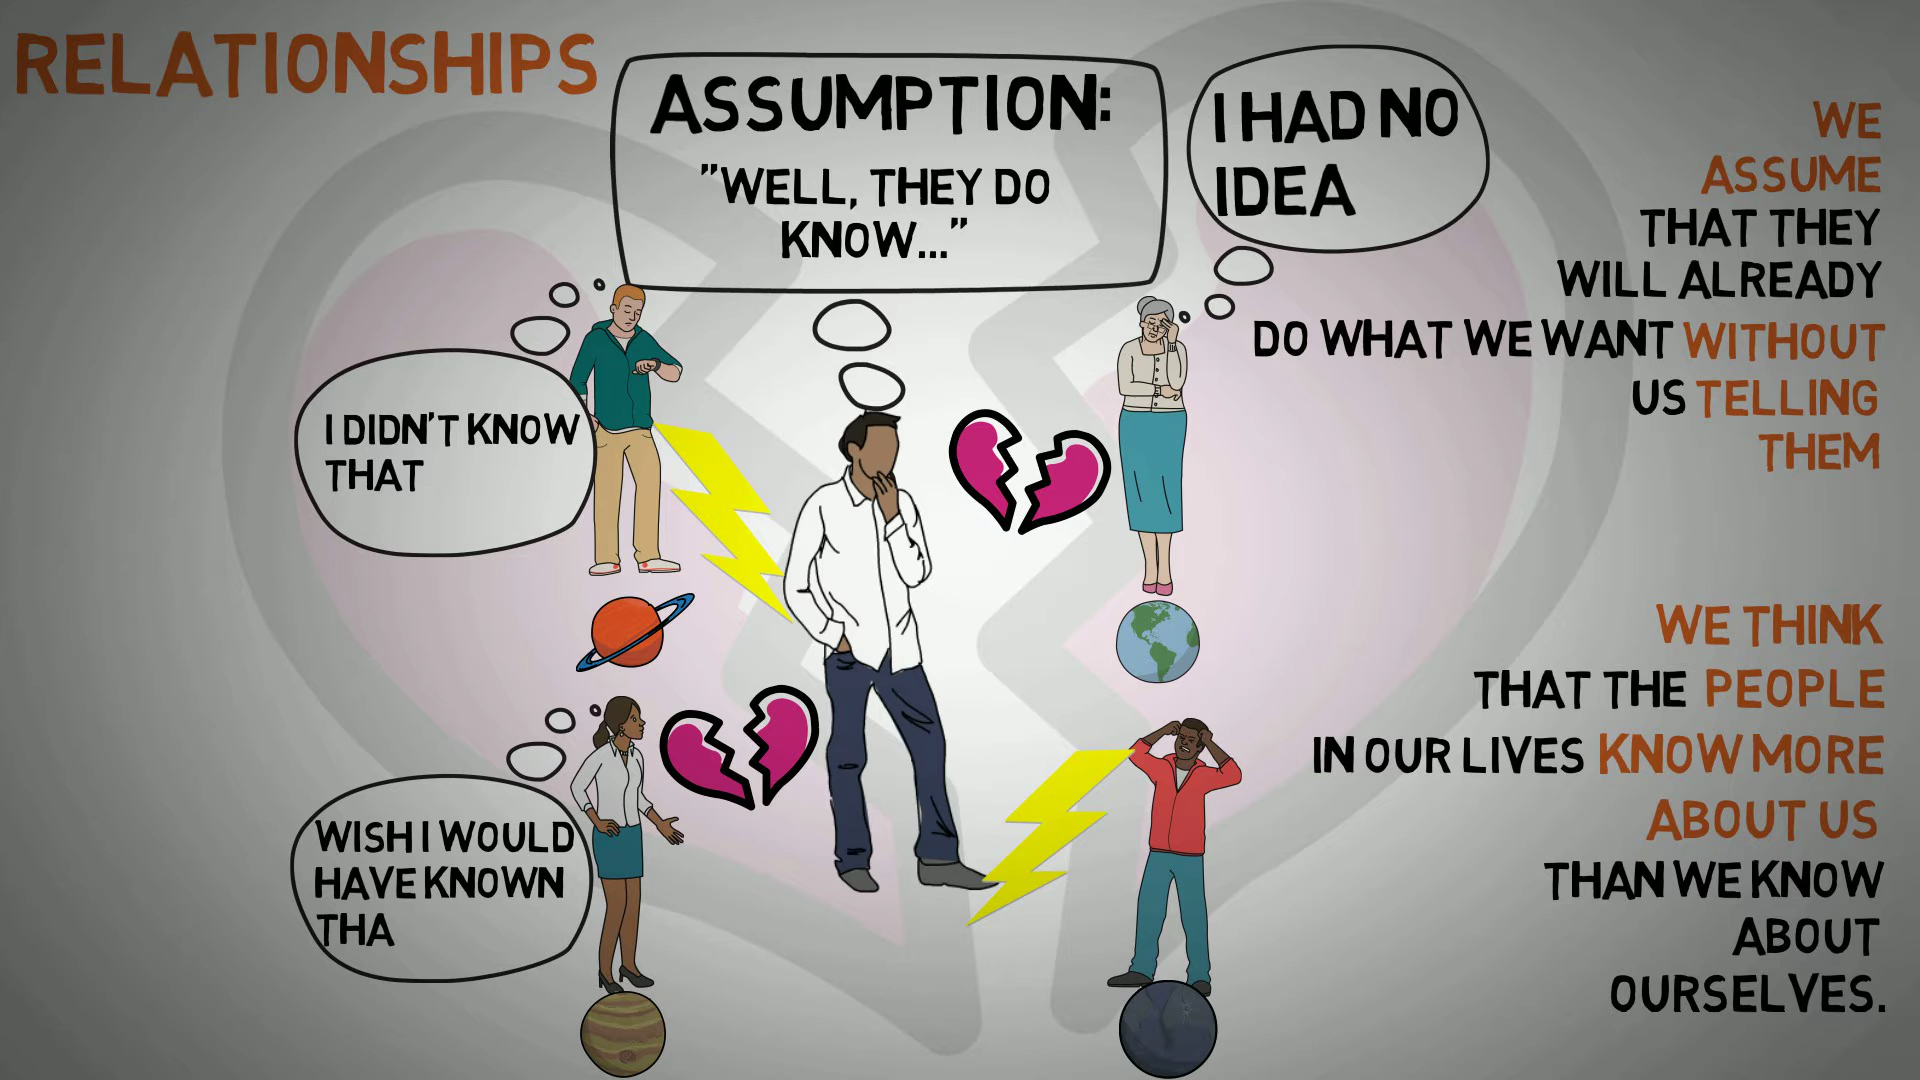 RELATIONSHIPS
ASSUMPTION:
"WELL, THEY DO
KNOW..."
I HAD NO
IDEA
I DIDN'T KNOW
THAT
WISH I WOULD
HAVE KNOWN
THA
WE
ASSUME
THAT THEY
WILL ALREADY
DO WHAT WE WANT WITHOUT
US TELLING
THEM
WE THINK
THAT THE PEOPLE
IN OUR LIVES KNOW MORE
ABOUT US
THAN WE KNOW
ABOUT
OURSELVES.